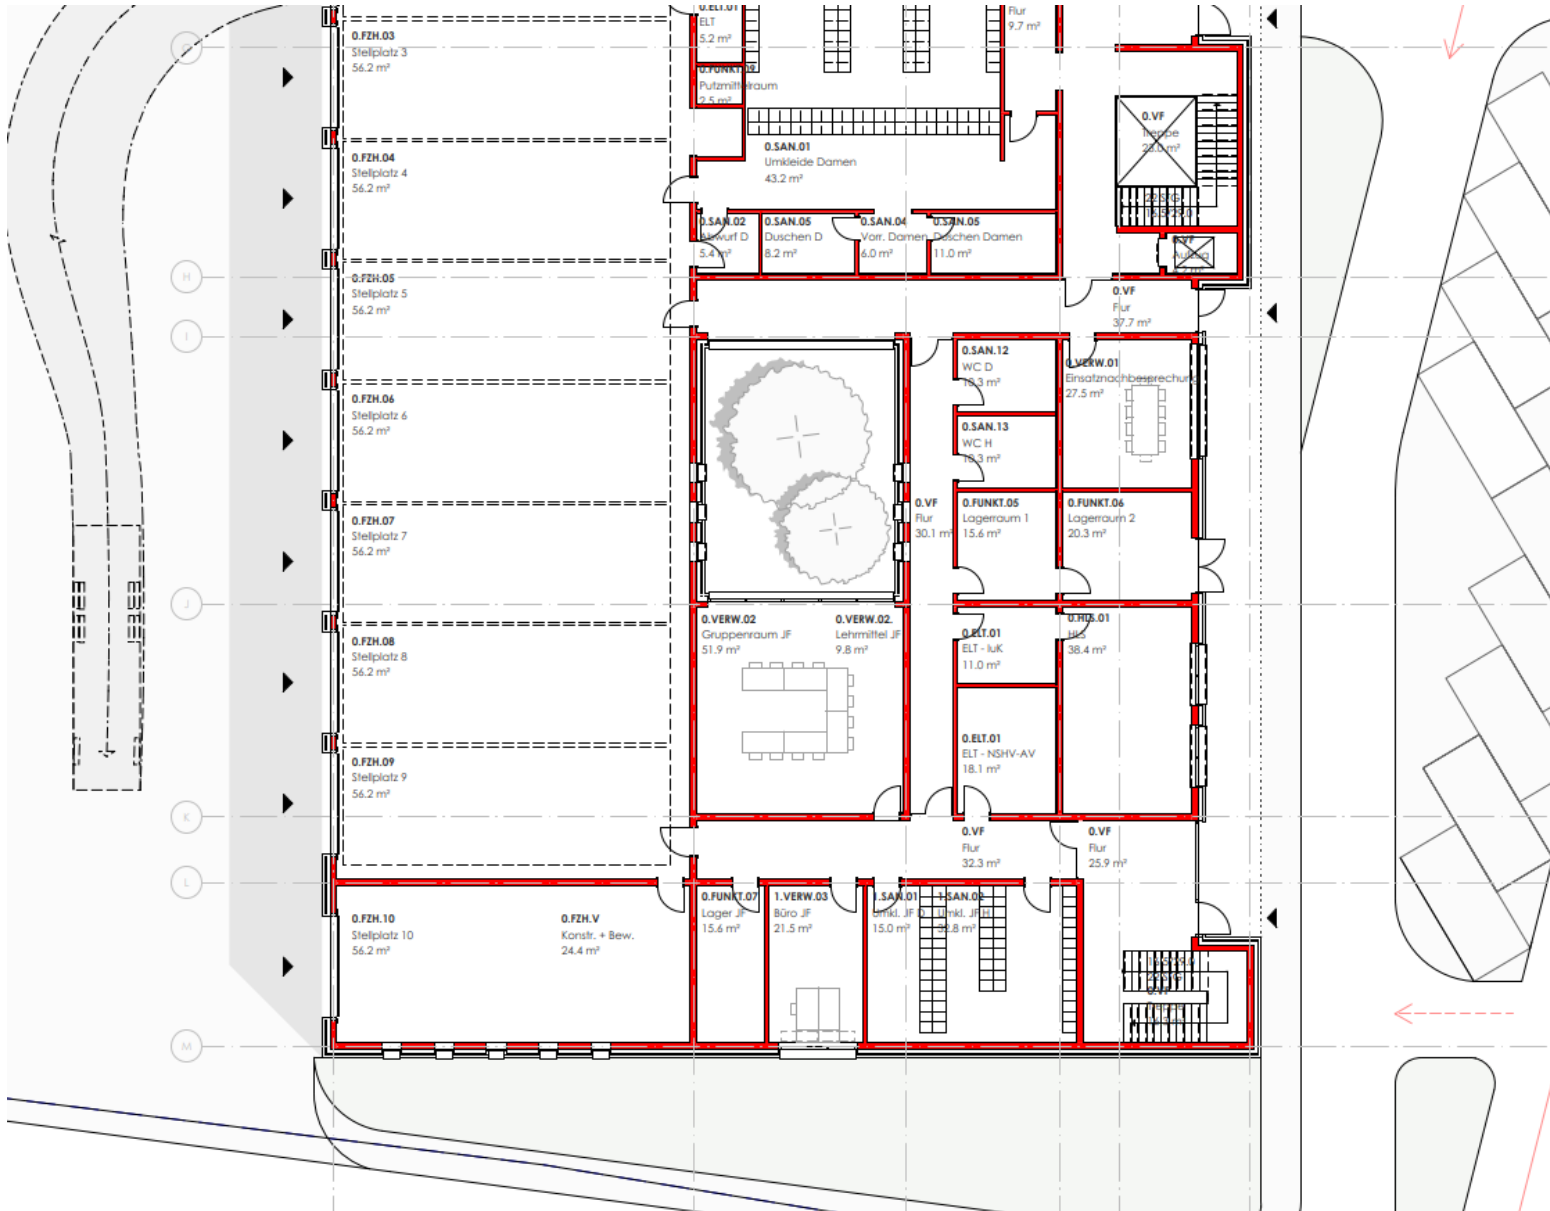 0.FZH.03
Stellplatz 3
56.2 m²
0.ELT.01
ELT
5.2 m²
0.FUNKT.09
Putzmittelraum
2.5 m²
Flur
9.7 m²
G
0.FZH.04
Stellplatz 4
56.2 m²
0.SAN.01
Umkleide Damen
43.2 m²
0.VF
Treppe
0.SAN.02
Abwurf D
5.4 m²
0.SAN.05
Duschen D
8.2 m²
0.SAN.04
Vorr. Damen
6.0 m²
0.SAN.05
Duschen Damen
11.0 m²
0.VF
Aufzug
H
0.FZH.05
Stellplatz 5
56.2 m²
0.VF
Flur
37.7 m²
I
0.FZH.06
Stellplatz 6
56.2 m²
0.SAN.12
WC D
10.3 m²
0.VERW.01
Einsatznachbesprechung
27.5 m²
0.SAN.13
WC H
10.3 m²
0.FZH.07
Stellplatz 7
56.2 m²
0.VF
Flur
30.1 m²
0.FUNKT.05
Lagerraum 1
15.6 m²
0.FUNKT.06
Lagerraum 2
20.3 m²
J
0.FZH.08
Stellplatz 8
56.2 m²
0.VERW.02
Gruppenraum JF
51.9 m²
0.VERW.02.
Lehrmittel JF
9.8 m²
0.ELT.01
ELT - IuK
11.0 m²
0.HLS.01
HLS
38.4 m²
0.FZH.09
Stellplatz 9
56.2 m²
0.ELT.01
ELT - NSHV-AV
18.1 m²
K
0.VF
Flur
32.3 m²
0.VF
Flur
25.9 m²
L
0.FZH.10
Stellplatz 10
56.2 m²
0.FZH.V
Konstr. + Bew.
24.4 m²
0.FUNKT.07
Lager JF
15.6 m²
1.VERW.03
Büro JF
21.5 m²
1.SAN.01
Umkl. JF D
15.0 m²
1.SAN.02
Umkl. JF H
32.8 m²
0.VF
Treppe
M